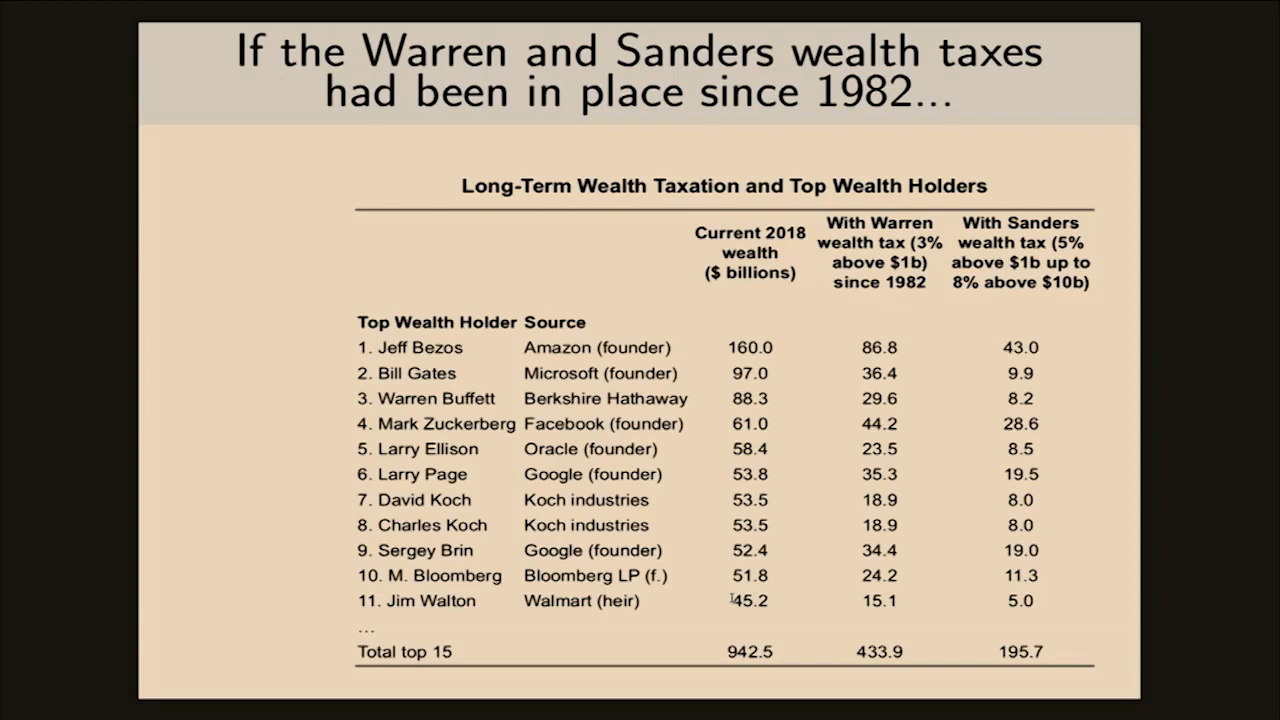 If the Warren and Sanders wealth taxes
had been in place since 1982...
Long-Term Wealth Taxation and Top Wealth Holders
Current 2018 wealth ($ billions)
With Warren wealth tax (3% above $1b) since 1982
With Sanders wealth tax (5% above $1b up to 8% above $10b)
Top Wealth Holder Source
1. Jeff Bezos Amazon (founder) 160.0 86.8 43.0
2. Bill Gates Microsoft (founder) 97.0 36.4 9.9
3. Warren Buffett Berkshire Hathaway 88.3 29.6 8.2
4. Mark Zuckerberg Facebook (founder) 61.0 44.2 28.6
5. Larry Ellison Oracle (founder) 58.4 23.5 8.5
6. Larry Page Google (founder) 53.8 35.3 19.5
7. David Koch Koch industries 53.5 18.9 8.0
8. Charles Koch Koch industries 53.5 18.9 8.0
9. Sergey Brin Google (founder) 52.4 34.4 19.0
10. M. Bloomberg Bloomberg LP (f.) 51.8 24.2 11.3
11. Jim Walton Walmart (heir) 45.2 15.1 5.0
...
Total top 15 942.5 433.9 195.7